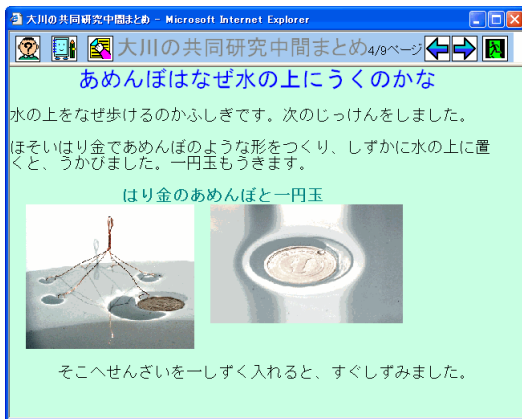 大川の共同研究中間まとめ - Microsoft Internet Explorer
大川の共同研究中間まとめ4/9ページ
あめんぼはなぜ水の上にうくのかな
水の上をなぜ歩けるのかふしぎです。次のじっけんをしました。
ほそいはり金であめんぼのような形をつくり、しずかに水の上に置
くと、うかびました。一円玉もうきます。
はり金のあめんぼと一円玉
そこへせんざいを一しずく入れると、すぐしずみました。